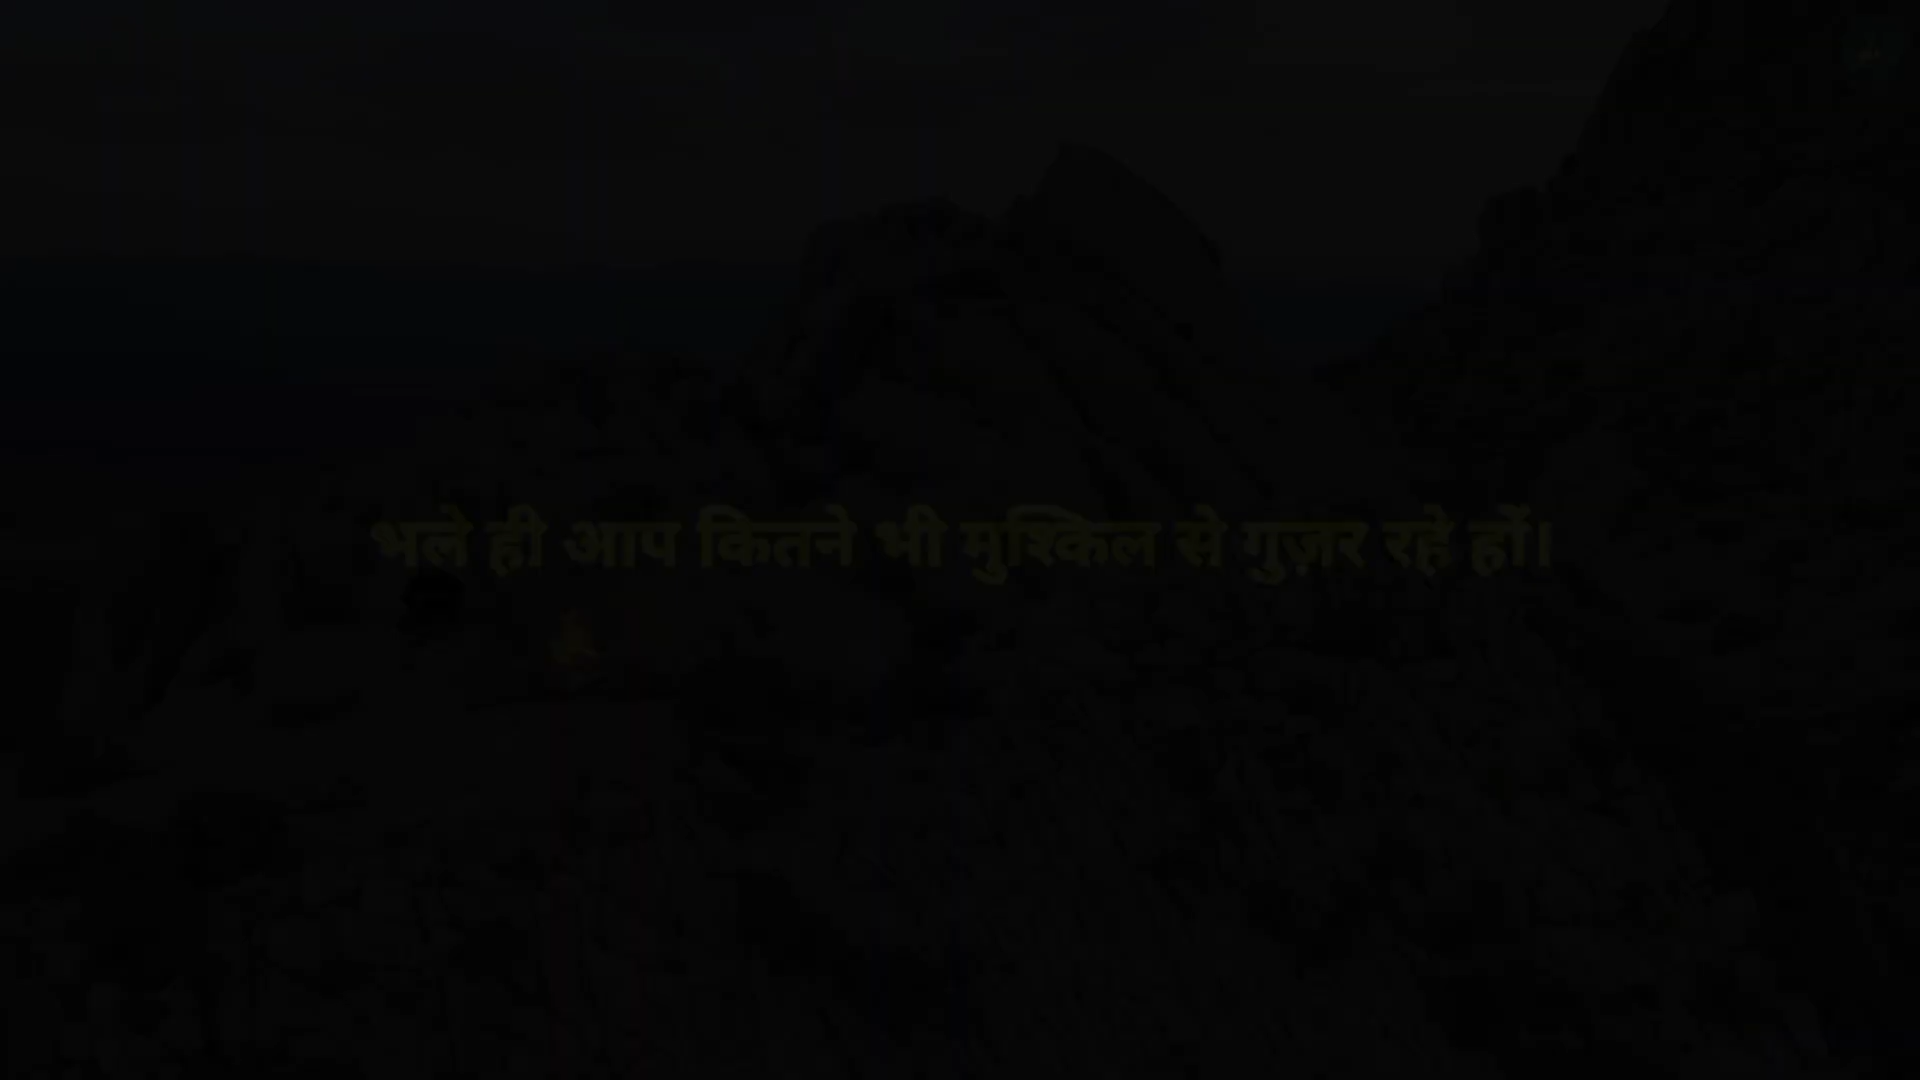 भले ही आप कितने भी मुश्किल से गुज़र रहे हों।